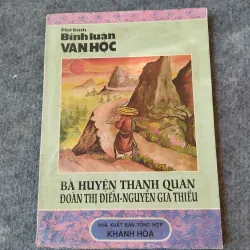 Phê bình
Bình luận
VĂN HỌC
BÀ HUYỆN THANH QUAN
ĐOÀN THỊ ĐIỂM-NGUYỄN GIA THIỀU
NHÀ XUẤT BẢN TỔNG HỢP
KHÁNH HÒA